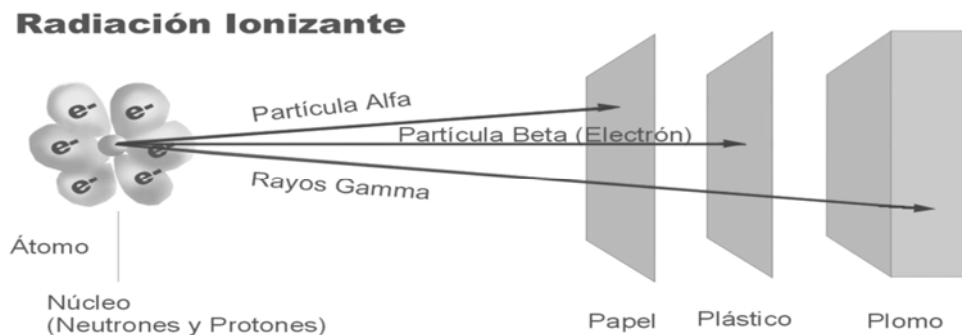 Radiación Ionizante
e-
e-
e-
e-
e-
e-
Partícula Alfa
Partícula Beta (Electrón)
Rayos Gamma
Átomo
Núcleo
(Neutrones y Protones)
Papel
Plástico
Plomo